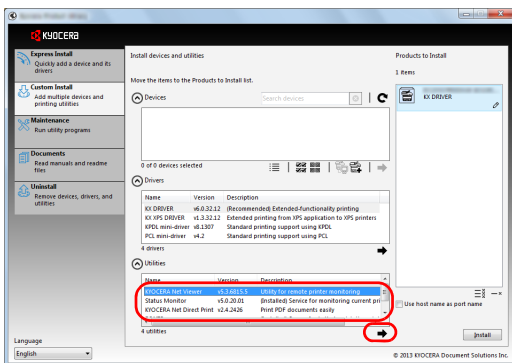 KYOCERA
Express Install
Quickly add a device and its
drivers
Custom Install
Add multiple devices and
printing utilities
Maintenance
Run utility programs
Documents
Read manuals and readme
files
Uninstall
Remove devices, drivers, and
utilities
Language
English
Install devices and utilities
Move the items to the Products to Install list.
Devices
Search devices
0 of 0 devices selected
Drivers
Name Version Description
KX DRIVER v6.0.32.12 (Recommended) Extended-functionality printing
KX XPS DRIVER v1.3.32.12 Extended printing from XPS application to XPS printers
KPDL mini-driver v8.1307 Standard printing support using KPDL
PCL mini-driver v4.2 Standard printing support using PCL
4 drivers
Utilities
Name Version Description
KYOCERA Net Viewer v5.3.6015.5 Utility for remote printer monitoring
Status Monitor v5.0.20.01 (Installed) Service for monitoring current pri
KYOCERA Net Direct Print v2.4.2426 Print PDF documents easily
4 utilities
Products to Install
1 items
KX DRIVER
Use host name as port name
Install
© 2013 KYOCERA Document Solutions Inc.